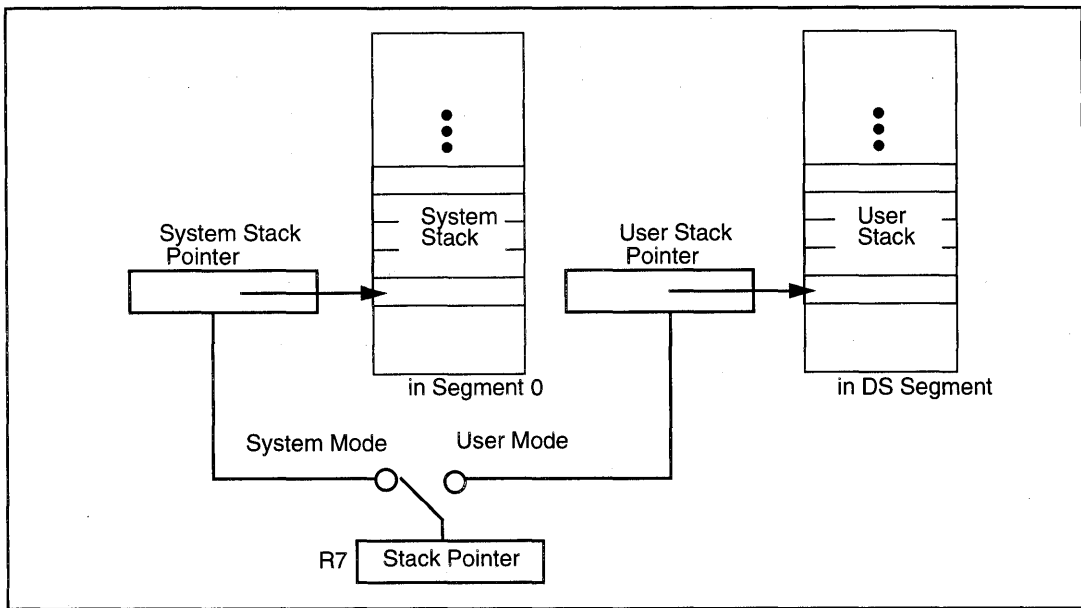 System Stack
Pointer
System
Stack
User Stack
Pointer
User
Stack
in Segment 0
in DS Segment
System Mode
User Mode
R7
Stack Pointer